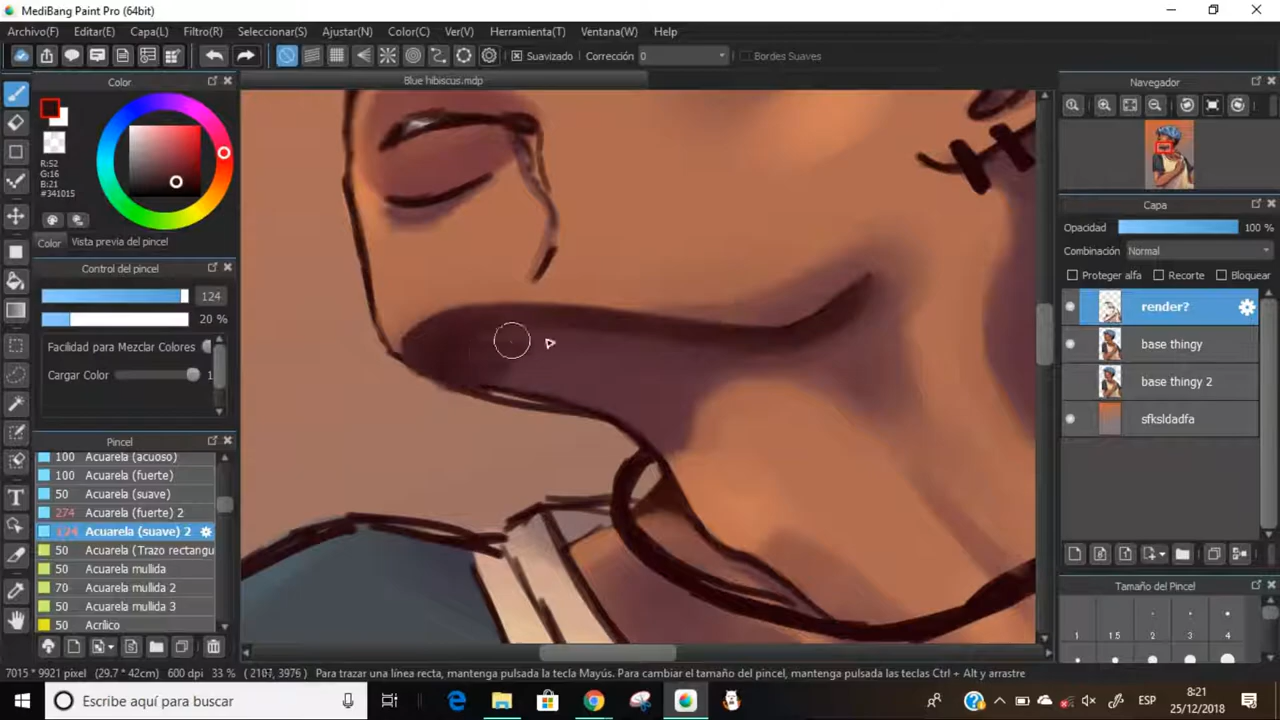 MediBang Paint Pro (64bit)
Archivo(F) Editar(E) Capa(L) Filtro(R) Seleccionar(S) Ajustar(N) Color(C) Ver(V) Herramienta(T) Ventana(W) Help
Suavizado Corrección 0 Bordes Suaves
Color
Blue hibiscus.mdp
Navegador
R:52
G:16
B:21
#341015
Color Vista previa del pincel
Control del pincel
124
20 %
Facilidad para Mezclar Colores
Cargar Color 1
Pincel
100 Acuarela (acuoso)
100 Acuarela (fuerte)
50 Acuarela (suave)
274 Acuarela (fuerte) 2
124 Acuarela (suave) 2
50 Acuarela (Trazo rectangu
50 Acuarela mullida
70 Acuarela mullida 2
50 Acuarela mullida 3
50 Acrílico
Capa
Opacidad 100 %
Combinación Normal
Proteger alfa Recorte Bloquear
render?
base thingy
base thingy 2
sfksldadfa
Tamaño del Pincel
1 1.5 2 3 4
7015 * 9921 pixel (29.7 * 42cm) 600 dpi 33 % (2107, 3976) Para trazar una línea recta, mantenga pulsada la tecla Mayús. Para cambiar el tamaño del pincel, mantenga pulsadas las teclas Ctrl + Alt y arrastre
Escribe aquí para buscar
ESP
8:21
25/12/2018